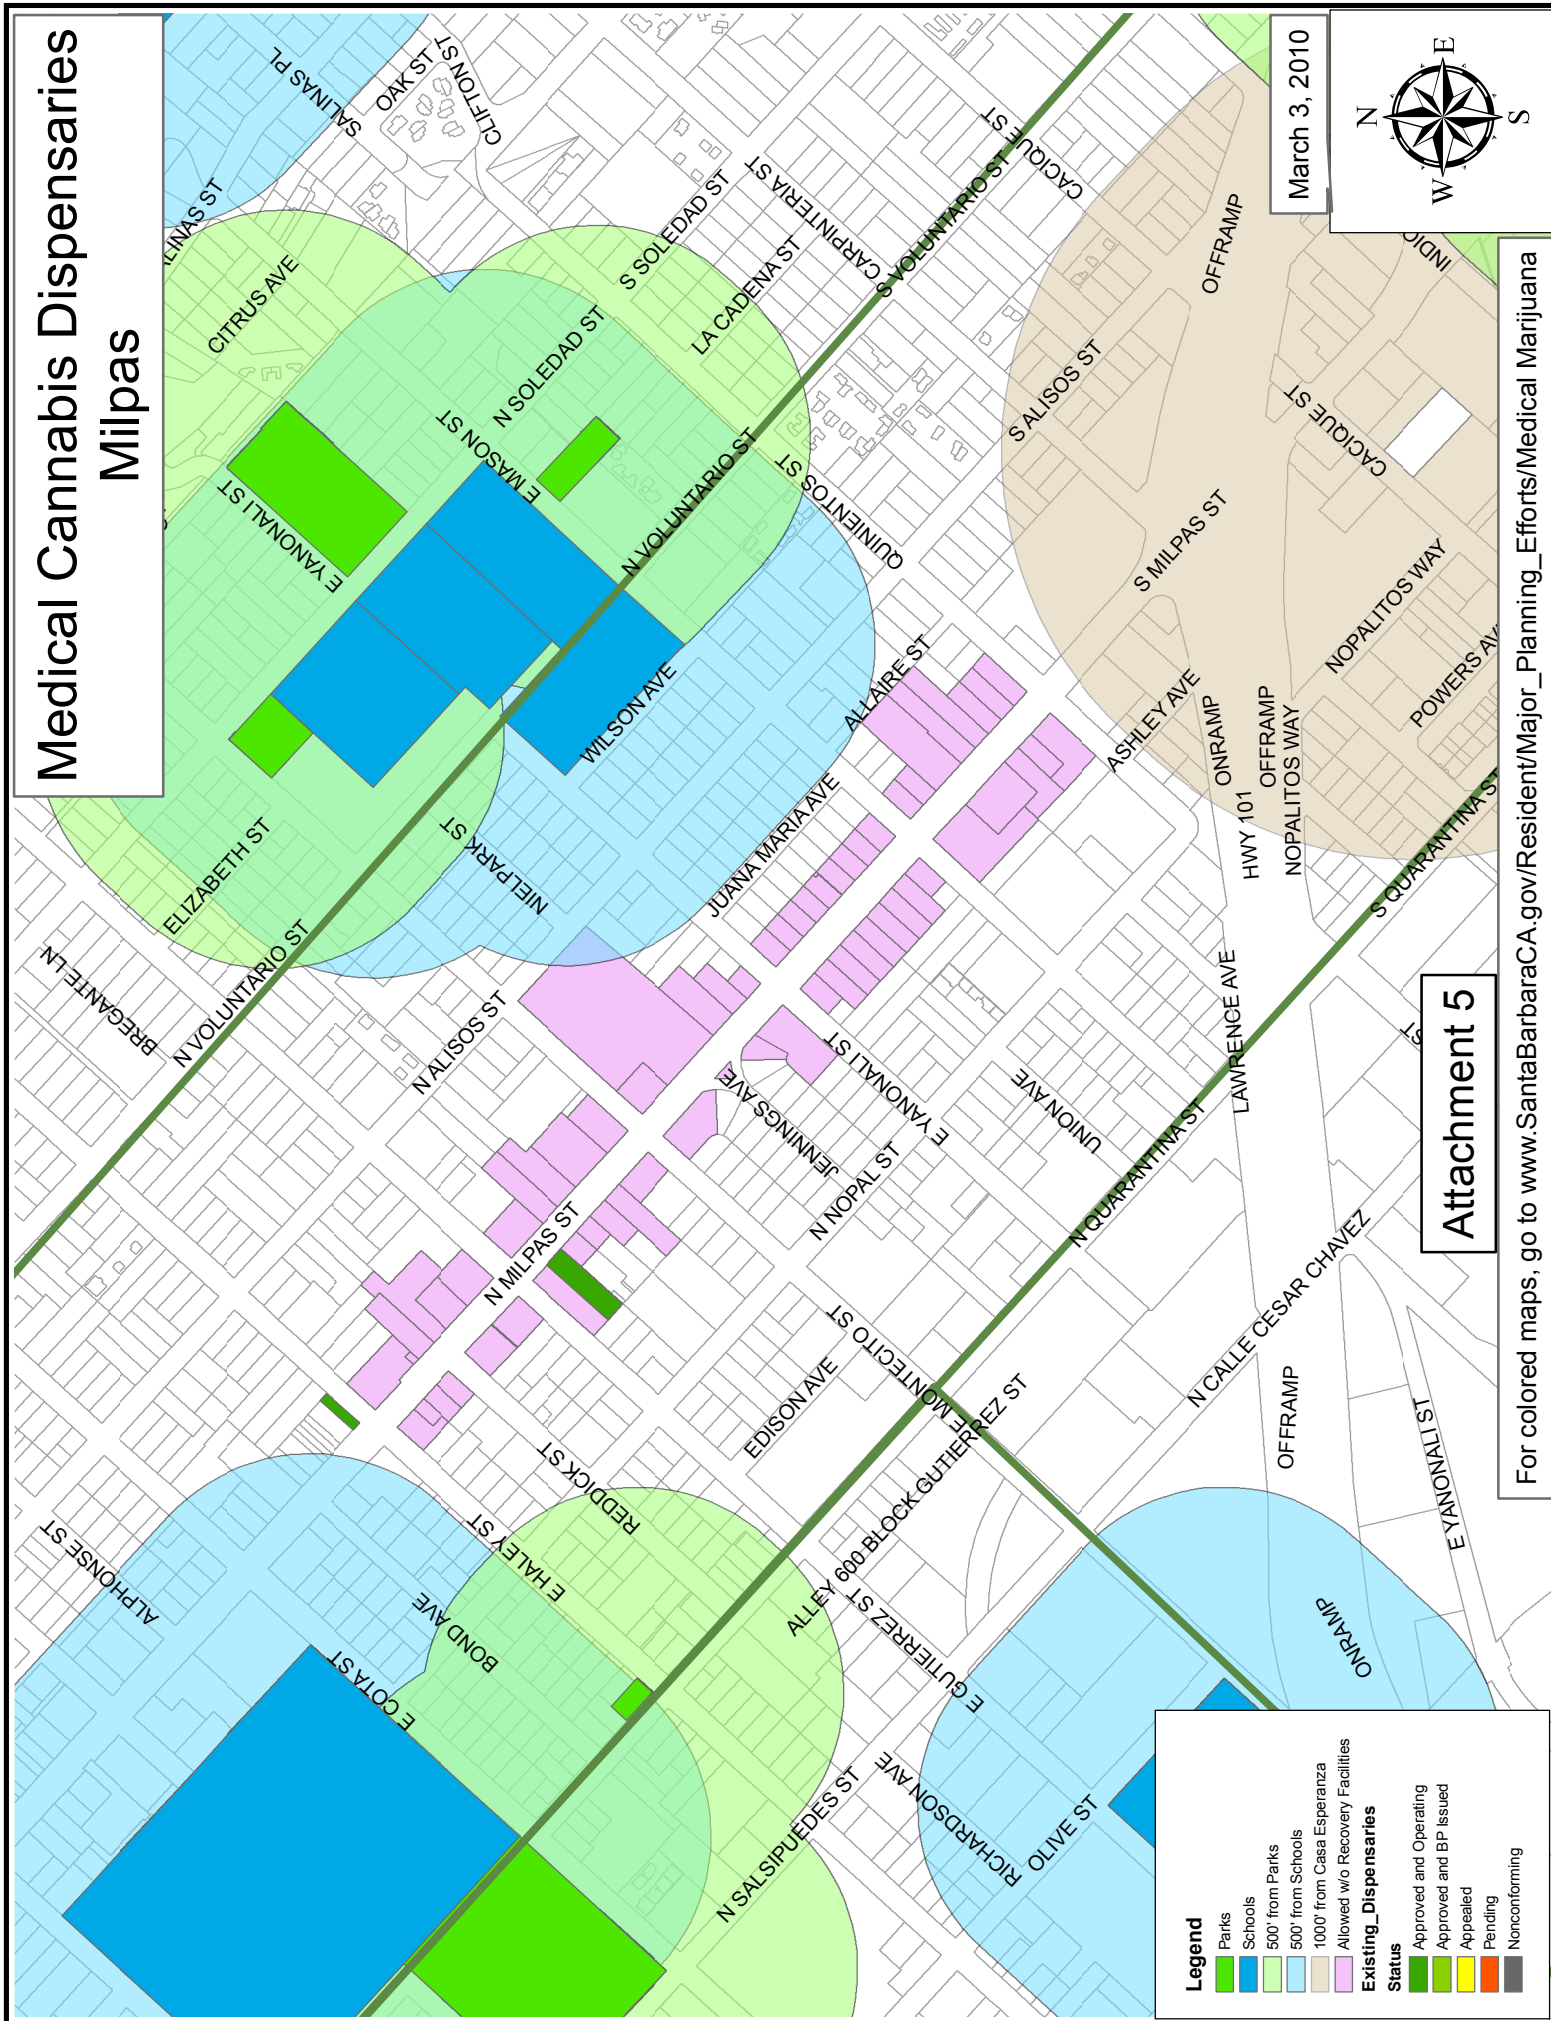 Medical Cannabis Dispensaries
Milpas
SALINAS PL
OAK ST
CLIFTON ST
LINAS ST
CITRUS AVE
S SOLEDAD ST
N SOLEDAD ST
LA CADENA ST
E CARPINTERIA ST
S VOLUNTARIO ST
CACIQUE ST
E MASON ST
E YANONALI ST
N VOLUNTARIO ST
QUINIENTOS ST
WILSON AVE
ALLAIRE ST
JUANA MARIA AVE
NIELPARK ST
ELIZABETH ST
BREGANTE LN
N VOLUNTARIO ST
N ALISOS ST
S ALISOS ST
OFFRAMP
CACIQUE ST
INDIO
S MILPAS ST
NOPALITOS WAY
POWERS AV
ASHLEY AVE
ONRAMP
OFFRAMP
HWY 101
NOPALITOS WAY
S QUARANTINA ST
LAWRENCE AVE
ST
E YANONALI ST
JENNINGS AVE
UNION AVE
N NOPAL ST
N QUARANTINA ST
N MILPAS ST
E MONTECITO ST
EDISON AVE
N CALLE CESAR CHAVEZ
OFFRAMP
E YANONALI ST
ONRAMP
REDDICK ST
E HALEY ST
BOND AVE
ALPHONSE ST
E COTA ST
ALLEY 600 BLOCK GUTIERREZ ST
E GUTIERREZ ST
N SALSIPUEDES ST
RICHARDSON AVE
OLIVE ST
March 3, 2010
N
E
S
W
Attachment 5
For colored maps, go to www.SantaBarbaraCA.gov/Resident/Major_Planning_Efforts/Medical Marijuana
Legend
Parks
Schools
500' from Parks
500' from Schools
1000' from Casa Esperanza
Allowed w/o Recovery Facilities
Existing_Dispensaries
Status
Approved and Operating
Approved and BP Issued
Appealed
Pending
Nonconforming